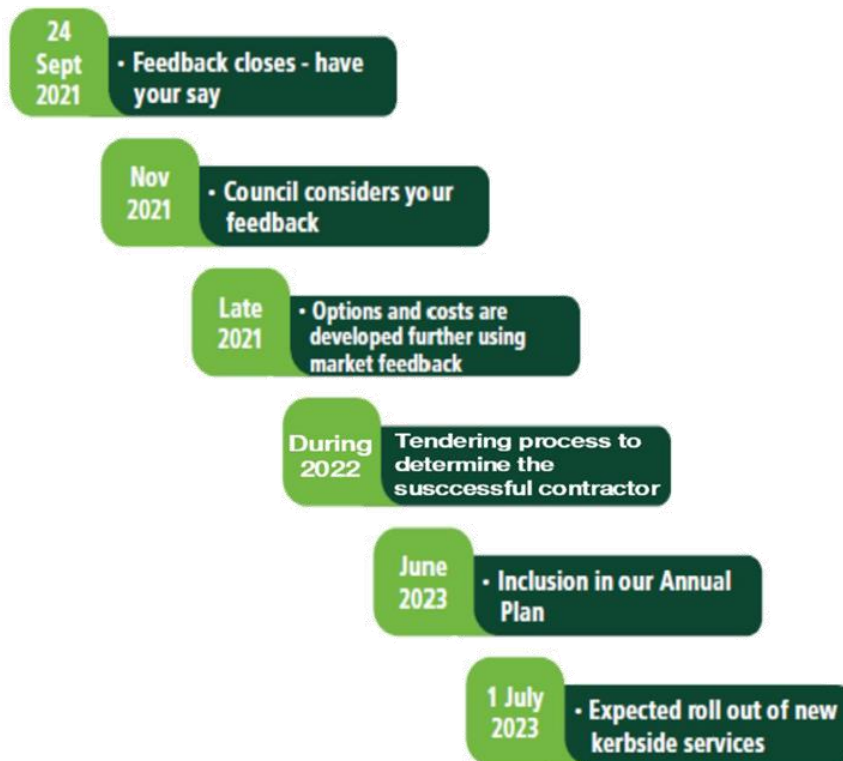 24
Sept
2021
• Feedback closes - have
your say
Nov
2021
• Council considers your
feedback
Late
2021
• Options and costs are
developed further using
market feedback
During
2022
Tendering process to
determine the
susccessful contractor
June
2023
• Inclusion in our Annual
Plan
1 July
2023
• Expected roll out of new
kerbside services